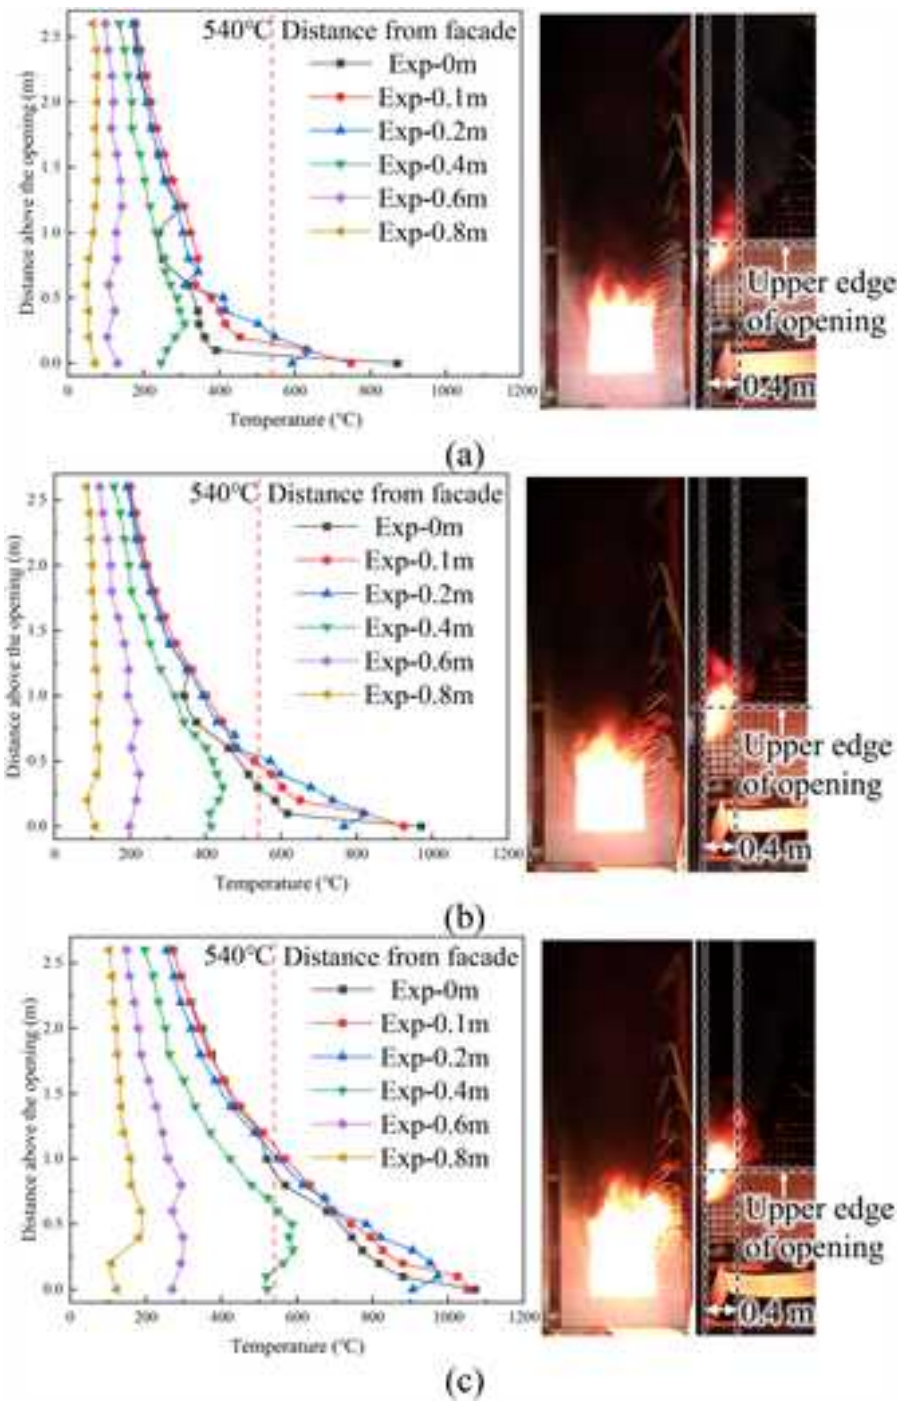 540°C Distance from facade
Exp-0m
Exp-0.1m
Exp-0.2m
Exp-0.4m
Exp-0.6m
Exp-0.8m
Distance above the opening (m)
2.5
2.0
1.5
1.0
0.5
0.0
0 200 400 600 800 1000 1200
Temperature (°C)
Upper edge
of opening
0.4 m
(a)
540°C Distance from facade
Exp-0m
Exp-0.1m
Exp-0.2m
Exp-0.4m
Exp-0.6m
Exp-0.8m
Distance above the opening (m)
2.5
2.0
1.5
1.0
0.5
0.0
0 200 400 600 800 1000 1200
Temperature (°C)
Upper edge
of opening
0.4 m
(b)
540°C Distance from facade
Exp-0m
Exp-0.1m
Exp-0.2m
Exp-0.4m
Exp-0.6m
Exp-0.8m
Distance above the opening (m)
2.5
2.0
1.5
1.0
0.5
0.0
0 200 400 600 800 1000 1200
Temperature (°C)
Upper edge
of opening
0.4 m
(c)